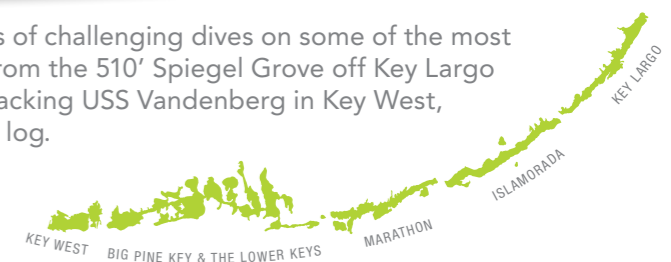 s of challenging dives on some of the most
rom the 510’ Spiegel Grove off Key Largo
acking USS Vandenberg in Key West,
log.
KEY LARGO
ISLAMORADA
MARATHON
KEY WEST
BIG PINE KEY & THE LOWER KEYS